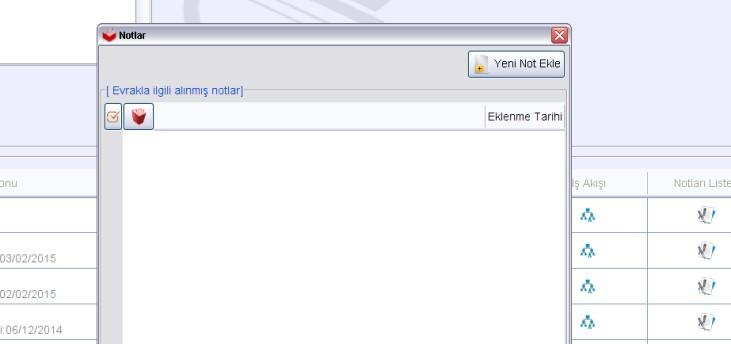 Notlar
Yeni Not Ekle
[ Evrakla ilgili alınmış notlar]
Eklenme Tarihi
onu
İş Akışı
Notları Liste
03/02/2015
02/02/2015
i:06/12/2014